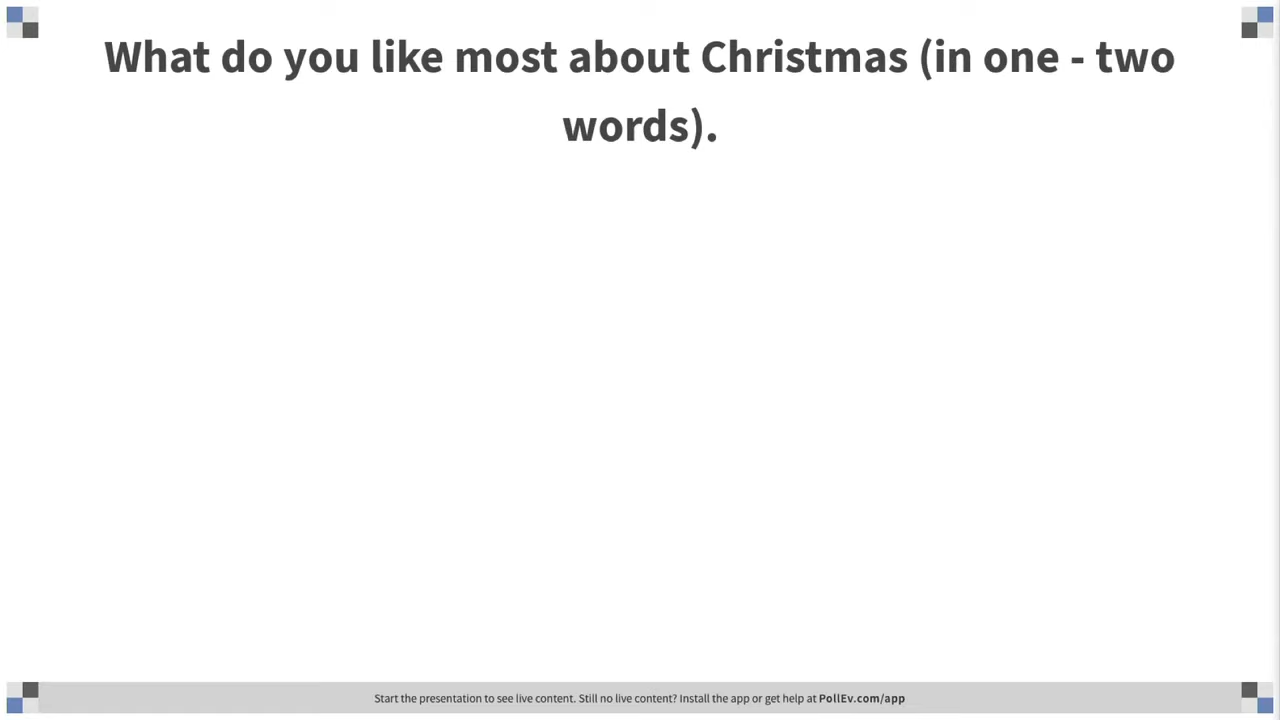 What do you like most about Christmas (in one - two
words).
Start the presentation to see live content. Still no live content? Install the app or get help at PollEv.com/app